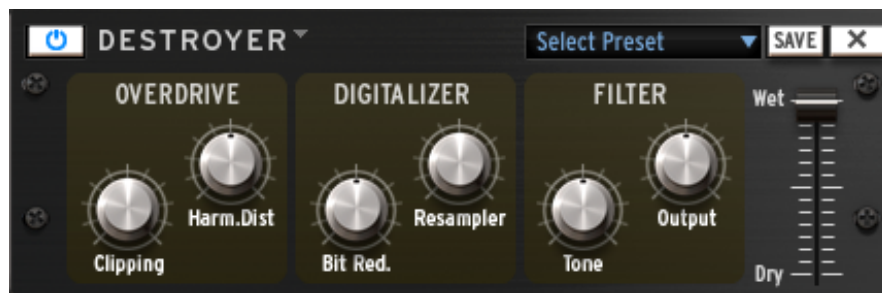 DESTROYER
Select Preset
SAVE
OVERDRIVE
Harm.Dist
Clipping
DIGITALIZER
Resampler
Bit Red.
FILTER
Output
Tone
Wet
Dry